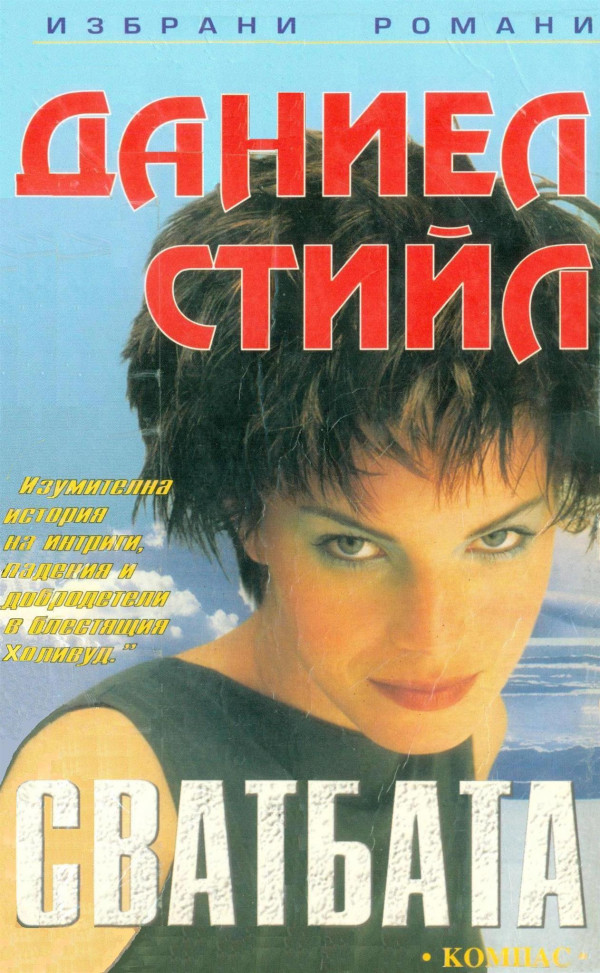 ИЗБРАНИ РОМАНИ
ДАНИЕЛ
СТИЙЛ
"Изумителна
история
на интриги,
падения и
добродетели
в блестящия
Холивуд."
СВАТБАТА
• КОМПАС •